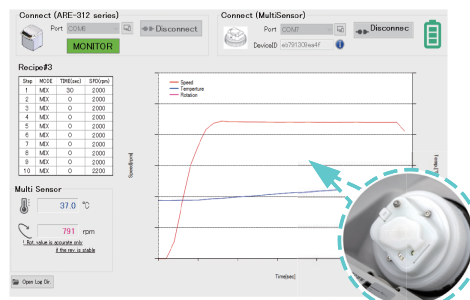 Connect (ARE-312 series)
Port COM6
Disconnect
MONITOR
Connect (MultiSensor)
Port COM7
Disconnec
DeviceID eb791309ea4f
Recipe#3
Step MODE TIME(sec) SPD(rpm)
1 MIX 30 2000
2 MIX 0 2000
3 MIX 0 2000
4 MIX 0 2000
5 MIX 0 2000
6 MIX 0 2000
7 MIX 0 2000
8 MIX 0 2000
9 MIX 0 2000
10 MIX 0 2200
Speed
Temperture
Rotation
Speed[rpm]
Time[sec]
Multi Sensor
37.0 °C
791 rpm
! Rot. value is accurate only
if the rev. is stable
Open Log Dir.